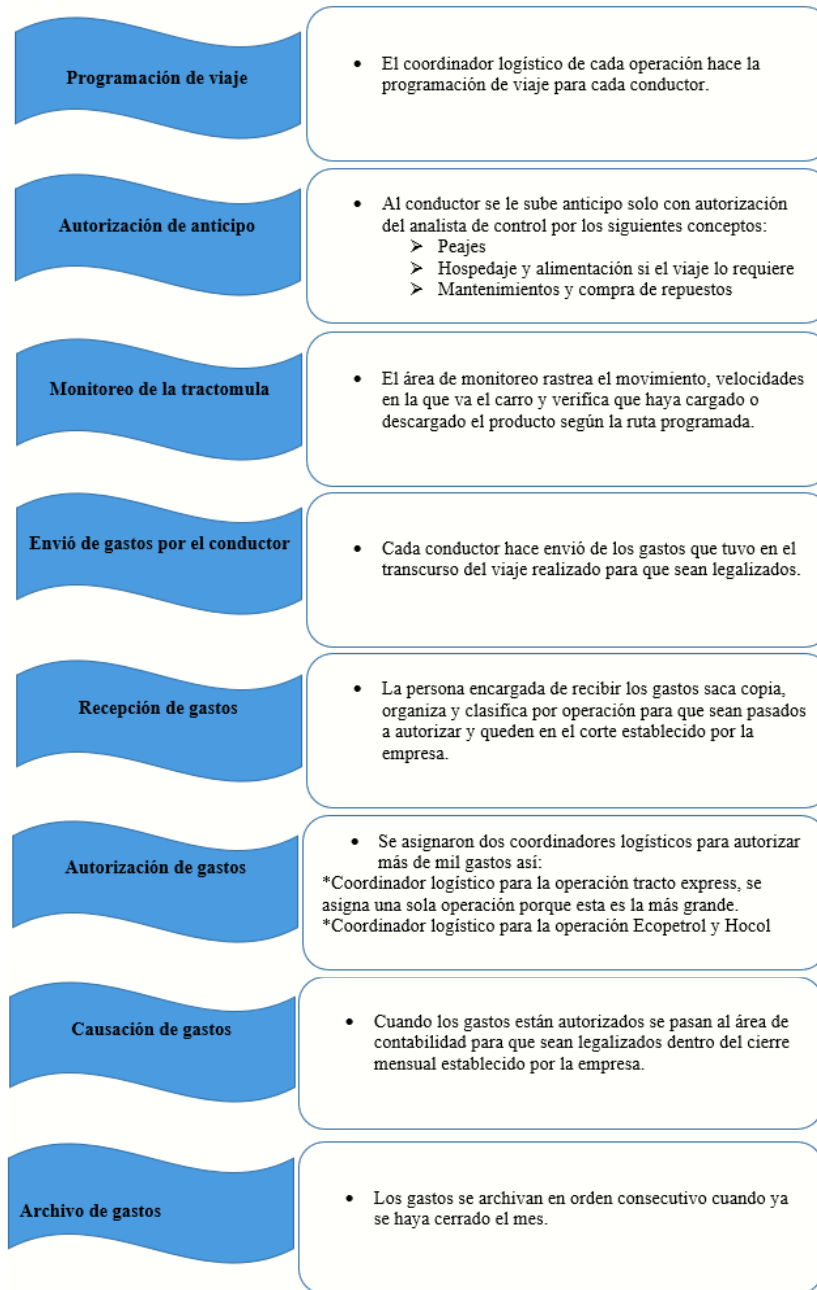 Programación de viaje
• El coordinador logístico de cada operación hace la
programación de viaje para cada conductor.
Autorización de anticipo
• Al conductor se le sube anticipo solo con autorización
del analista de control por los siguientes conceptos:
➢ Peajes
➢ Hospedaje y alimentación si el viaje lo requiere
➢ Mantenimientos y compra de repuestos
Monitoreo de la tractomula
• El área de monitoreo rastrea el movimiento, velocidades
en la que va el carro y verifica que haya cargado o
descargado el producto según la ruta programada.
Envió de gastos por el conductor
• Cada conductor hace envió de los gastos que tuvo en el
transcurso del viaje realizado para que sean legalizados.
Recepción de gastos
• La persona encargada de recibir los gastos saca copia,
organiza y clasifica por operación para que sean pasados
a autorizar y queden en el corte establecido por la
empresa.
Autorización de gastos
• Se asignaron dos coordinadores logísticos para autorizar
más de mil gastos así:
*Coordinador logístico para la operación tracto express, se
asigna una sola operación porque esta es la más grande.
*Coordinador logístico para la operación Ecopetrol y Hocol
Causación de gastos
• Cuando los gastos están autorizados se pasan al área de
contabilidad para que sean legalizados dentro del cierre
mensual establecido por la empresa.
Archivo de gastos
• Los gastos se archivan en orden consecutivo cuando ya
se haya cerrado el mes.